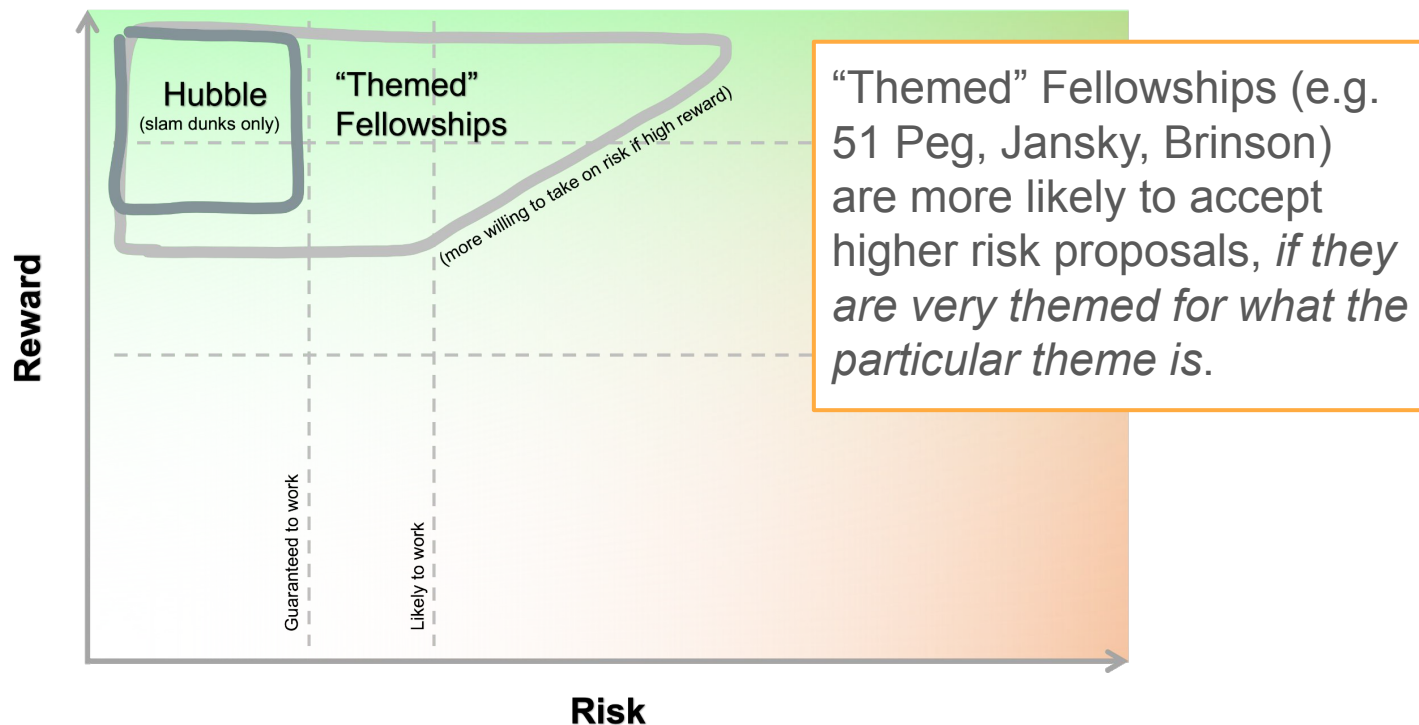 Hubble
(slam dunks only)
“Themed”
Fellowships
(more willing to take on risk if high reward)
“Themed” Fellowships (e.g.
51 Peg, Jansky, Brinson)
are more likely to accept
higher risk proposals, if they
are very themed for what the
particular theme is.
Reward
Guaranteed to work
Likely to work
Risk